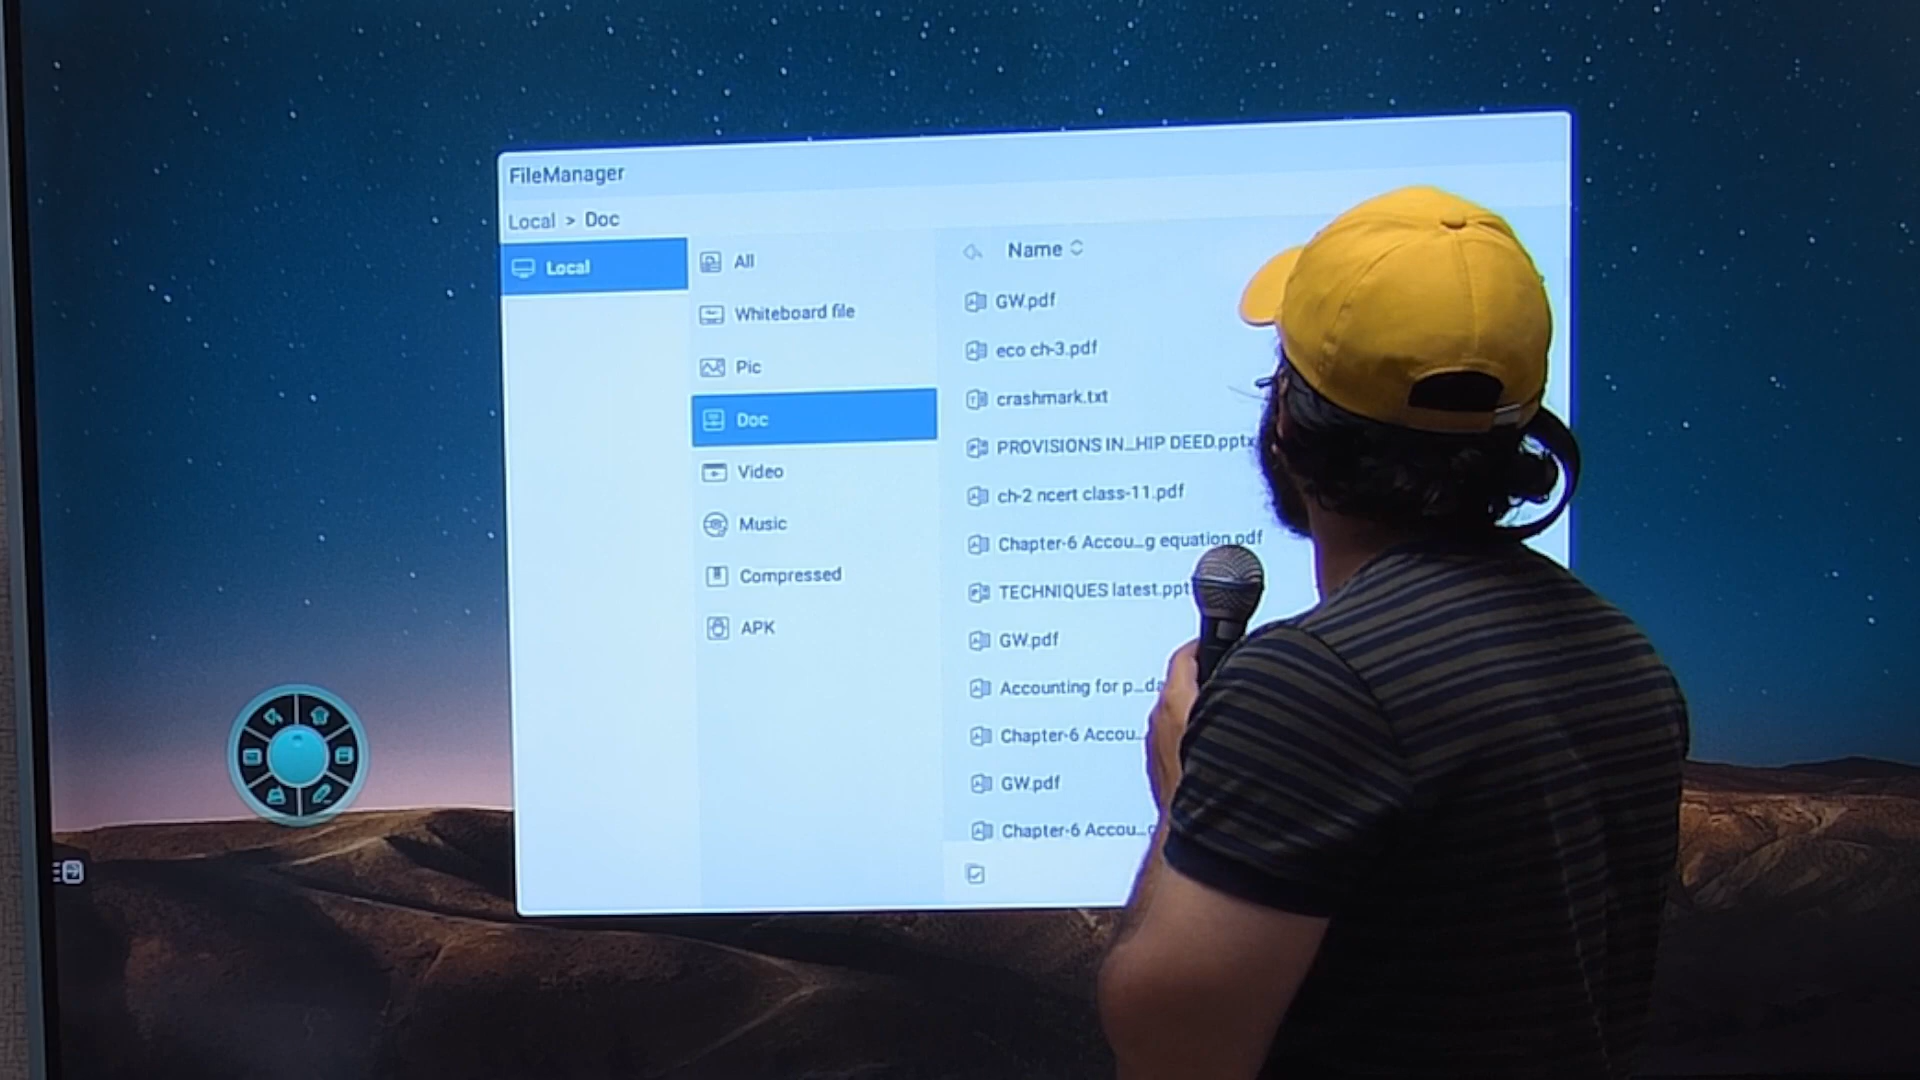 FileManager
Local > Doc
Local
All
Whiteboard file
Pic
Doc
Video
Music
Compressed
APK
Name
GW.pdf
eco ch-3.pdf
crashmark.txt
PROVISIONS IN...HIP DEED.pptx
ch-2 ncert class-11.pdf
Chapter-6 Accou...g equation.pdf
TECHNIQUES latest.ppt
GW.pdf
Accounting for p...da
Chapter-6 Accou...
GW.pdf
Chapter-6 Accou...